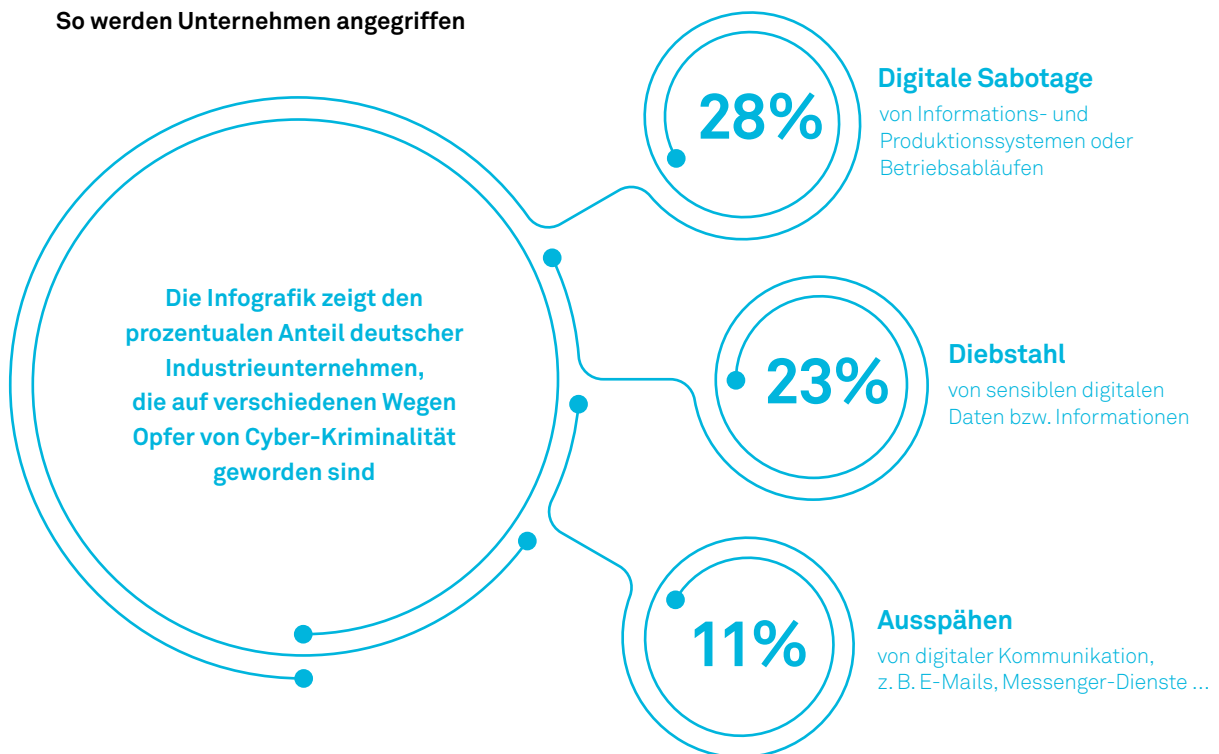 So werden Unternehmen angegriffen
28%
Digitale Sabotage
von Informations- und
Produktionssystemen oder
Betriebsabläufen
Die Infografik zeigt den
prozentualen Anteil deutscher
Industrieunternehmen,
die auf verschiedenen Wegen
Opfer von Cyber-Kriminalität
geworden sind
23%
Diebstahl
von sensiblen digitalen
Daten bzw. Informationen
11%
Ausspähen
von digitaler Kommunikation,
z. B. E-Mails, Messenger-Dienste ...